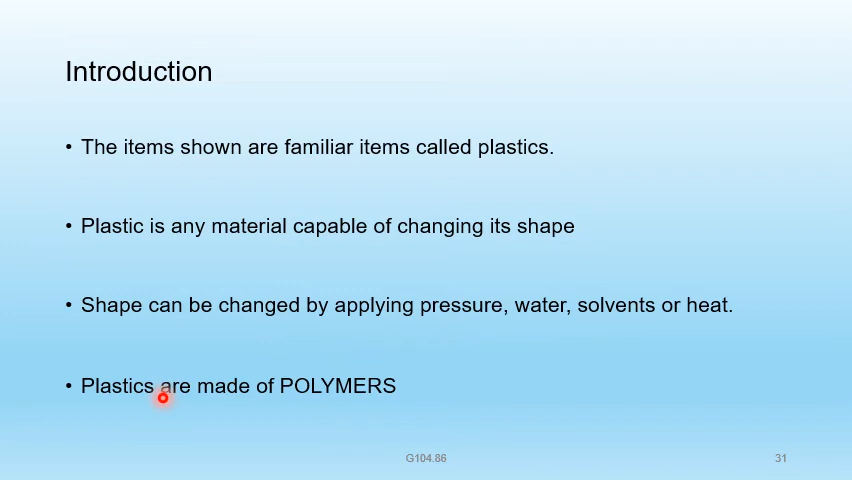 Introduction
• The items shown are familiar items called plastics.
• Plastic is any material capable of changing its shape
• Shape can be changed by applying pressure, water, solvents or heat.
• Plastics are made of POLYMERS
G104.86
31